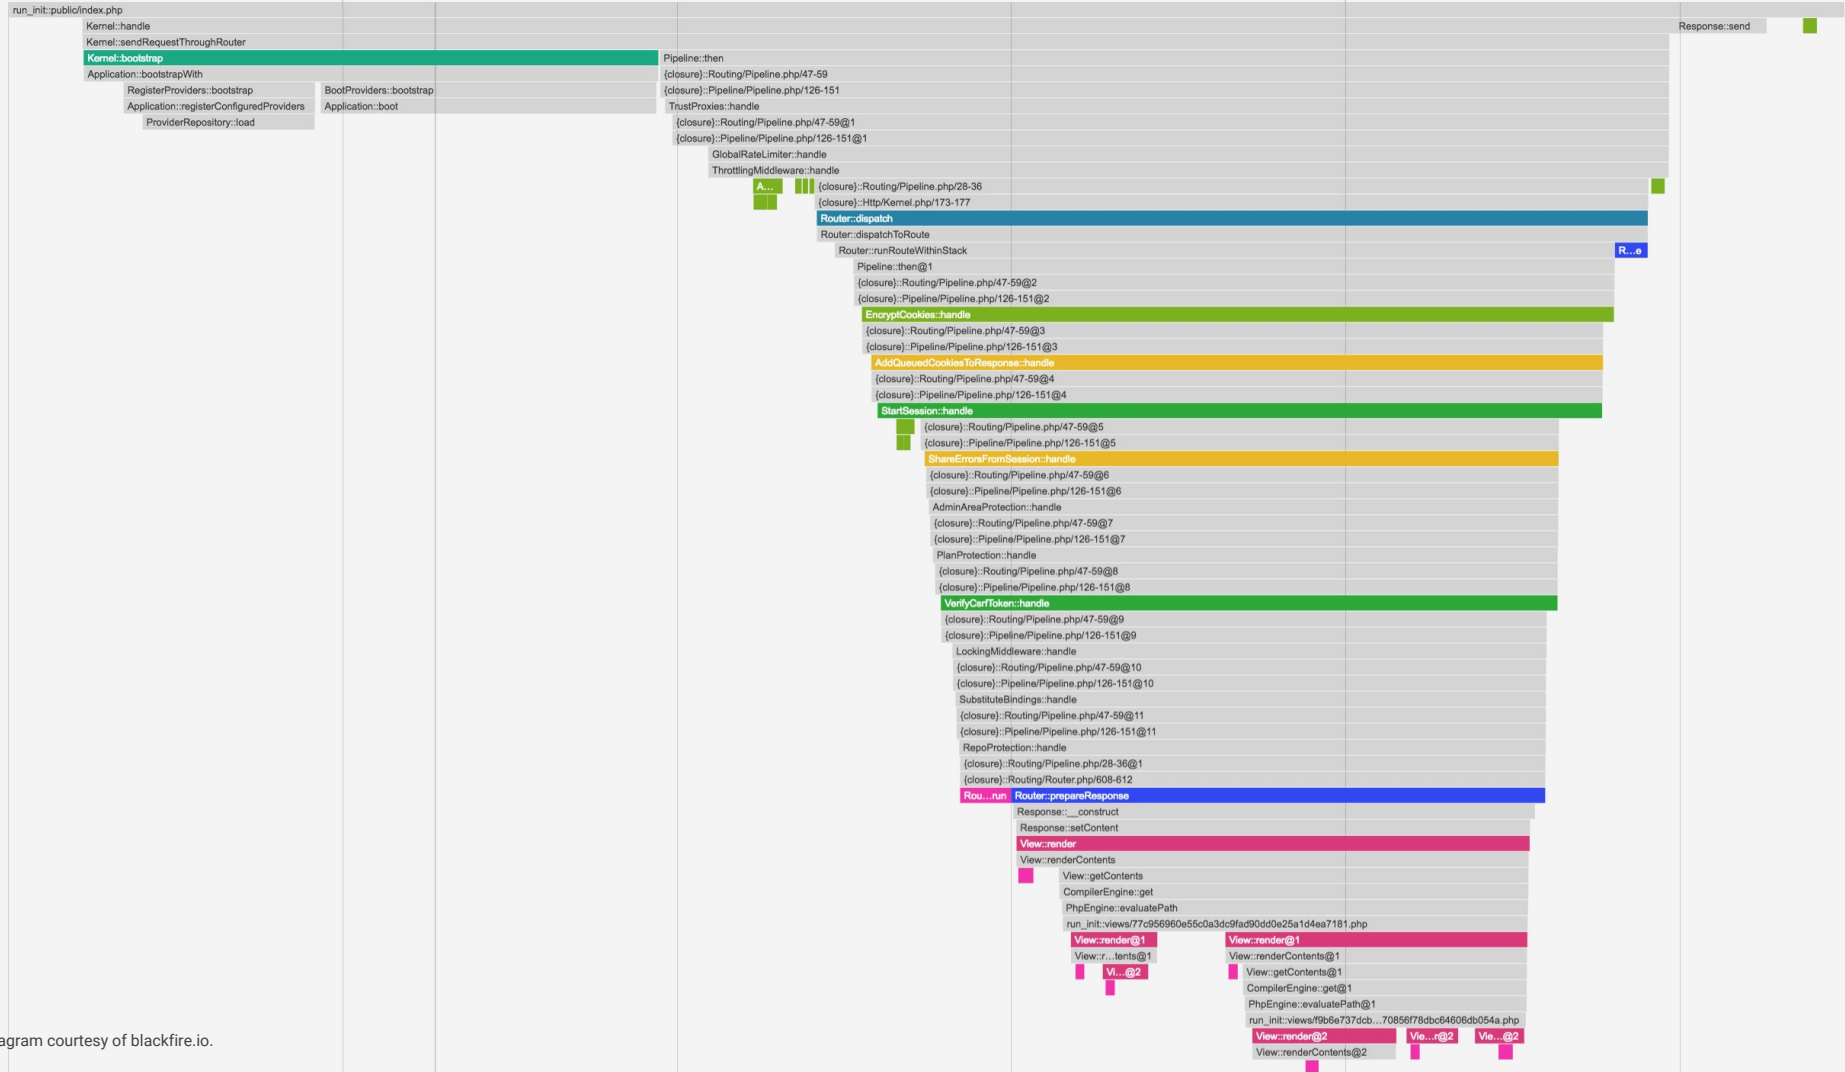 run_init::public/index.php
Kernel::handle Response::send
Kernel::sendRequestThroughRouter
Kernel::bootstrap Pipeline::then
Application::bootstrapWith {closure}::Routing/Pipeline.php/47-59
RegisterProviders::bootstrap BootProviders::bootstrap {closure}::Pipeline/Pipeline.php/126-151
Application::registerConfiguredProviders Application::boot TrustProxies::handle
ProviderRepository::load {closure}::Routing/Pipeline.php/47-59@1
{closure}::Pipeline/Pipeline.php/126-151@1
GlobalRateLimiter::handle
ThrottlingMiddleware::handle
A... {closure}::Routing/Pipeline.php/28-36
{closure}::Http/Kernel.php/173-177
Router::dispatch
Router::dispatchToRoute
Router::runRouteWithinStack R...e
Pipeline::then@1
{closure}::Routing/Pipeline.php/47-59@2
{closure}::Pipeline/Pipeline.php/126-151@2
EncryptCookies::handle
{closure}::Routing/Pipeline.php/47-59@3
{closure}::Pipeline/Pipeline.php/126-151@3
AddQueuedCookiesToResponse::handle
{closure}::Routing/Pipeline.php/47-59@4
{closure}::Pipeline/Pipeline.php/126-151@4
StartSession::handle
{closure}::Routing/Pipeline.php/47-59@5
{closure}::Pipeline/Pipeline.php/126-151@5
ShareErrorsFromSession::handle
{closure}::Routing/Pipeline.php/47-59@6
{closure}::Pipeline/Pipeline.php/126-151@6
AdminAreaProtection::handle
{closure}::Routing/Pipeline.php/47-59@7
{closure}::Pipeline/Pipeline.php/126-151@7
PlanProtection::handle
{closure}::Routing/Pipeline.php/47-59@8
{closure}::Pipeline/Pipeline.php/126-151@8
VerifyCsrfToken::handle
{closure}::Routing/Pipeline.php/47-59@9
{closure}::Pipeline/Pipeline.php/126-151@9
LockingMiddleware::handle
{closure}::Routing/Pipeline.php/47-59@10
{closure}::Pipeline/Pipeline.php/126-151@10
SubstituteBindings::handle
{closure}::Routing/Pipeline.php/47-59@11
{closure}::Pipeline/Pipeline.php/126-151@11
RepoProtection::handle
{closure}::Routing/Pipeline.php/28-36@1
{closure}::Routing/Router.php/608-612
Rou...run Router::prepareResponse
Response::__construct
Response::setContent
View::render
View::renderContents
View::getContents
CompilerEngine::get
PhpEngine::evaluatePath
run_init::views/77c956960e55c0a3dc9fad90dd0e25a1d4ea7181.php
View::render@1 View::render@1
View::r...tents@1 View::renderContents@1
Vi...@2 View::getContents@1
CompilerEngine::get@1
PhpEngine::evaluatePath@1
run_init::views/f9b6e737dcb...70856f78dbc64606db054a.php
View::render@2 Vie...r@2 Vie...@2
View::renderContents@2
agram courtesy of blackfire.io.